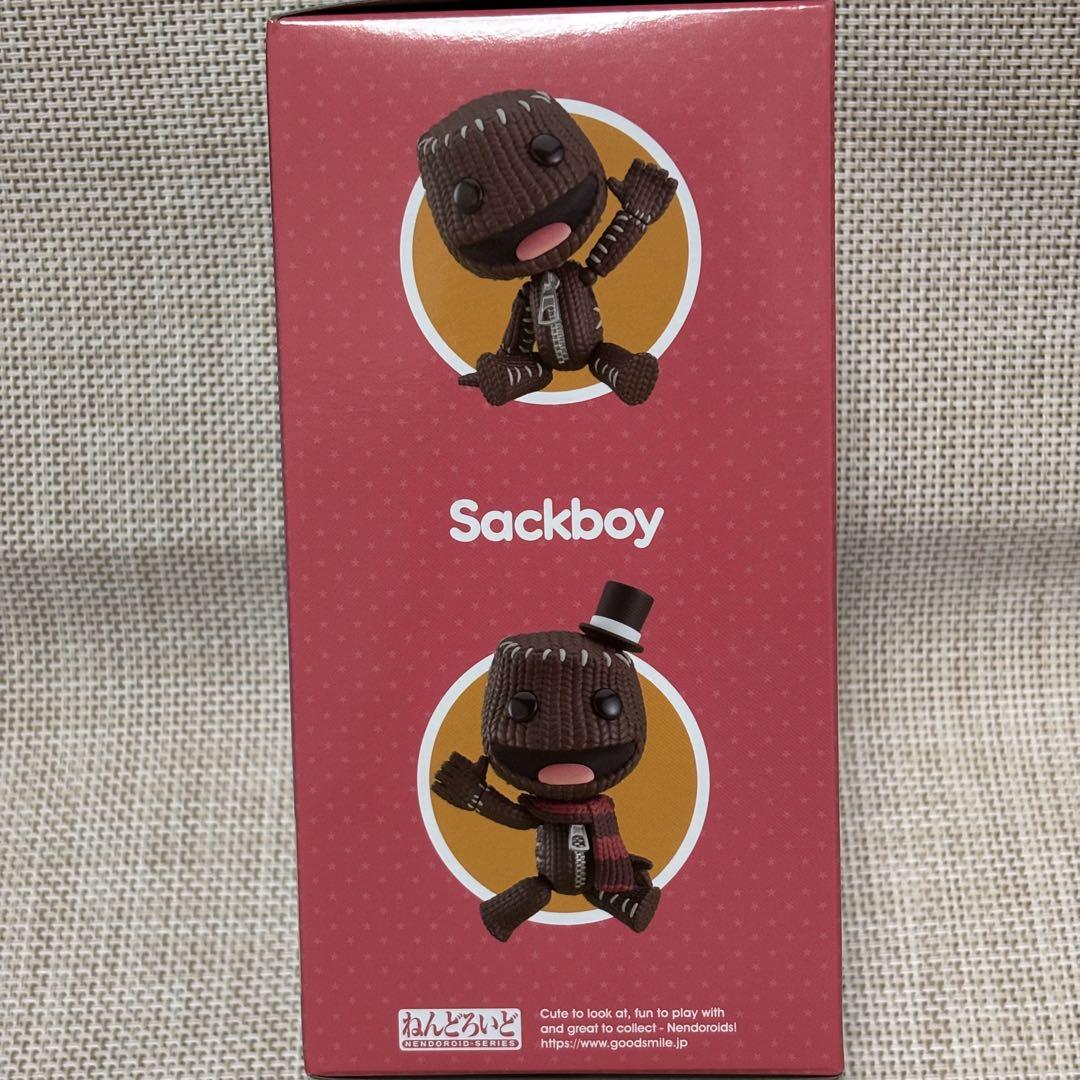 Sackboy
ねんどろいど
NENDOROID-SERIES
Cute to look at, fun to play with
and great to collect - Nendoroids!
https://www.goodsmile.jp